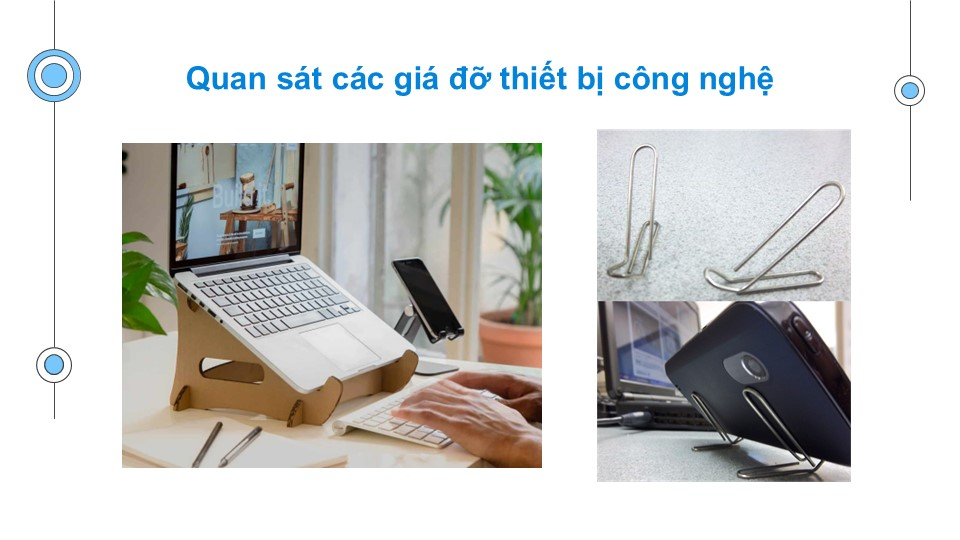 Quan sát các giá đỡ thiết bị công nghệ